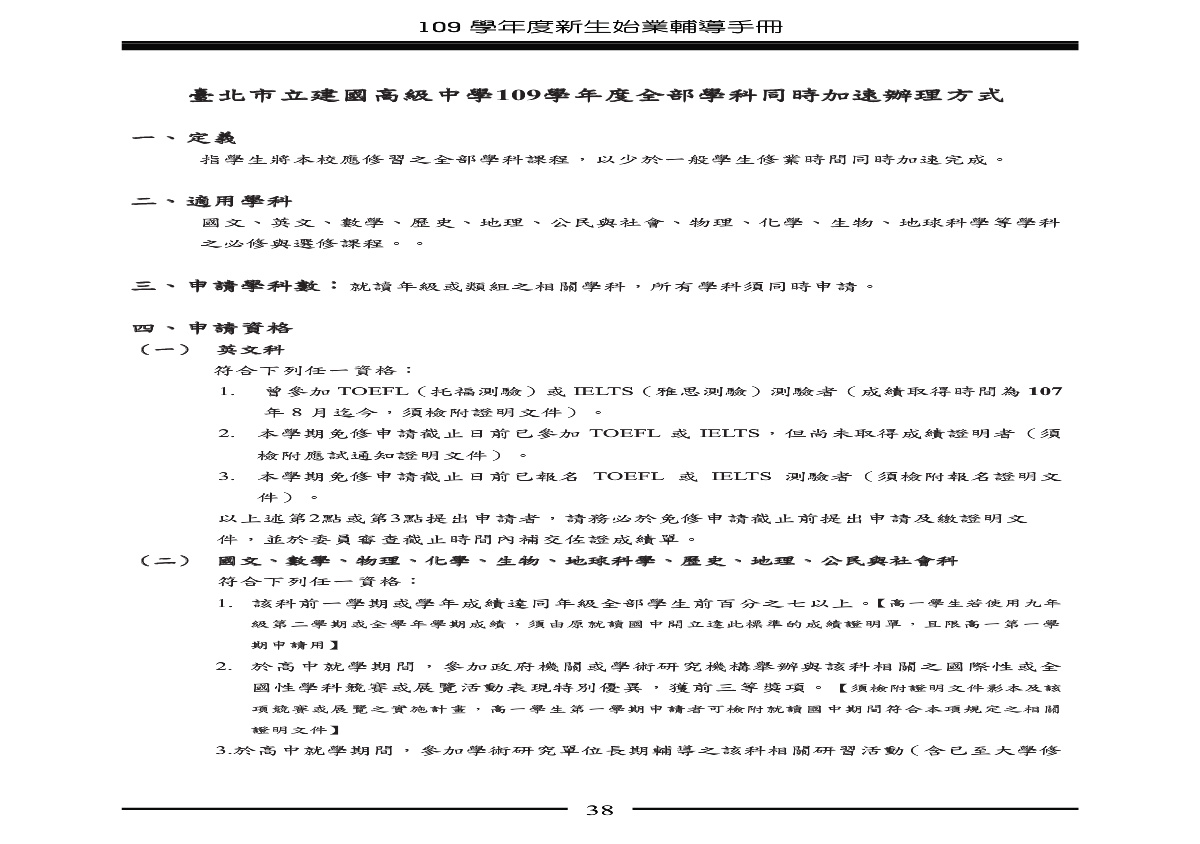 109 學年度新生始業輔導手冊
臺北市立建國高級中學109學年度全部學科同時加速辦理方式
一、定義
指學生將本校應修習之全部學科課程，以少於一般學生修業時間同時加速完成。
二、適用學科
國文、英文、數學、歷史、地理、公民與社會、物理、化學、生物、地球科學等學科
之必修與選修課程。。
三、申請學科數：就讀年級或類組之相關學科，所有學科須同時申請。
四、申請資格
（一） 英文科
符合下列任一資格：
1. 曾參加 TOEFL（托福測驗）或 IELTS（雅思測驗）測驗者（成績取得時間為 107
年 8 月迄今，須檢附證明文件）。
2. 本學期免修申請截止日前已參加 TOEFL 或 IELTS，但尚未取得成績證明者（須
檢附應試通知證明文件）。
3. 本學期免修申請截止日前已報名 TOEFL 或 IELTS 測驗者（須檢附報名證明文
件）。
以上述第2點或第3點提出申請者，請務必於免修申請截止前提出申請及繳證明文
件，並於委員審查截止時間內補交佐證成績單。
（二） 國文、數學、物理、化學、生物、地球科學、歷史、地理、公民與社會科
符合下列任一資格：
1. 該科前一學期或學年成績達同年級全部學生前百分之七以上。【高一學生若使用九年
級第二學期或全學年學期成績，須由原就讀國中開立達此標準的成績證明單，且限高一第一學
期申請用】
2. 於高中就學期間，參加政府機關或學術研究機構舉辦與該科相關之國際性或全
國性學科競賽或展覽活動表現特別優異，獲前三等獎項。【須檢附證明文件影本及該
項競賽或展覽之實施計畫，高一學生第一學期申請者可檢附就讀國中期間符合本項規定之相關
證明文件】
3.於高中就學期間，參加學術研究單位長期輔導之該科相關研習活動（含已至大學修
38